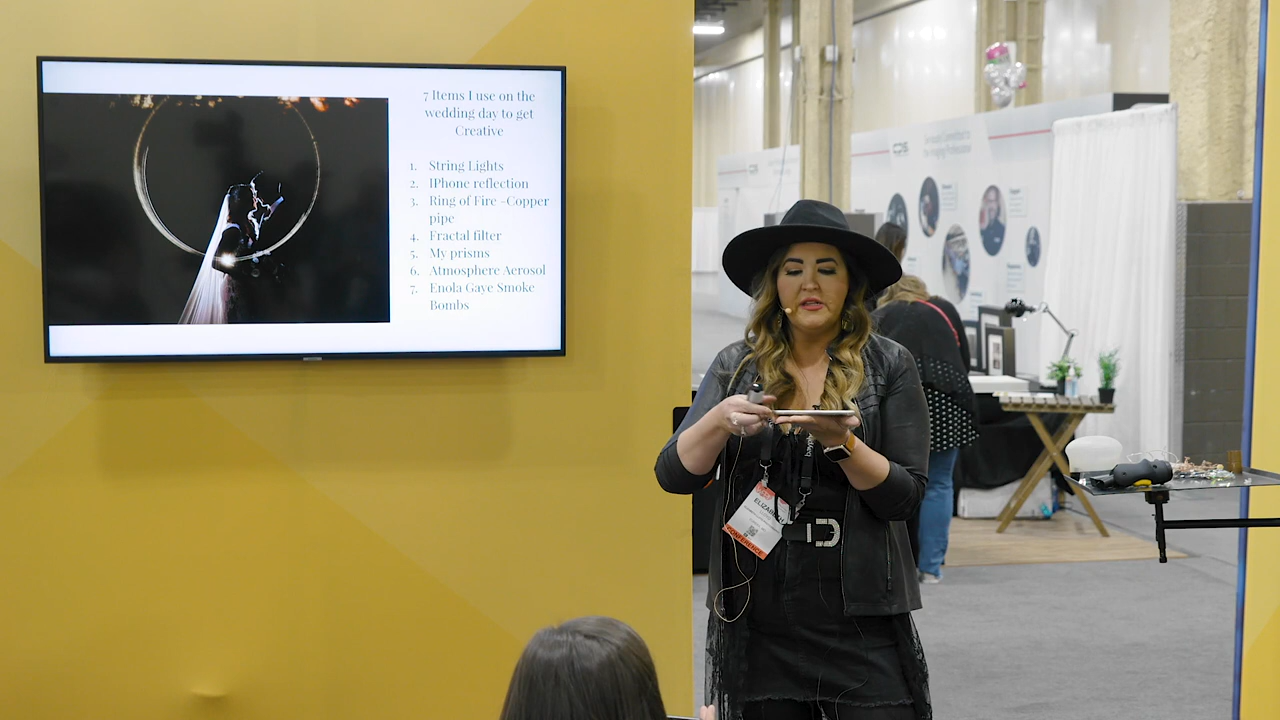 7 Items I use on the
wedding day to get
Creative
1. String Lights
2. IPhone reflection
3. Ring of Fire -Copper
pipe
4. Fractal filter
5. My prisms
6. Atmosphere Aerosol
7. Enola Gaye Smoke
Bombs
CONFERENCE